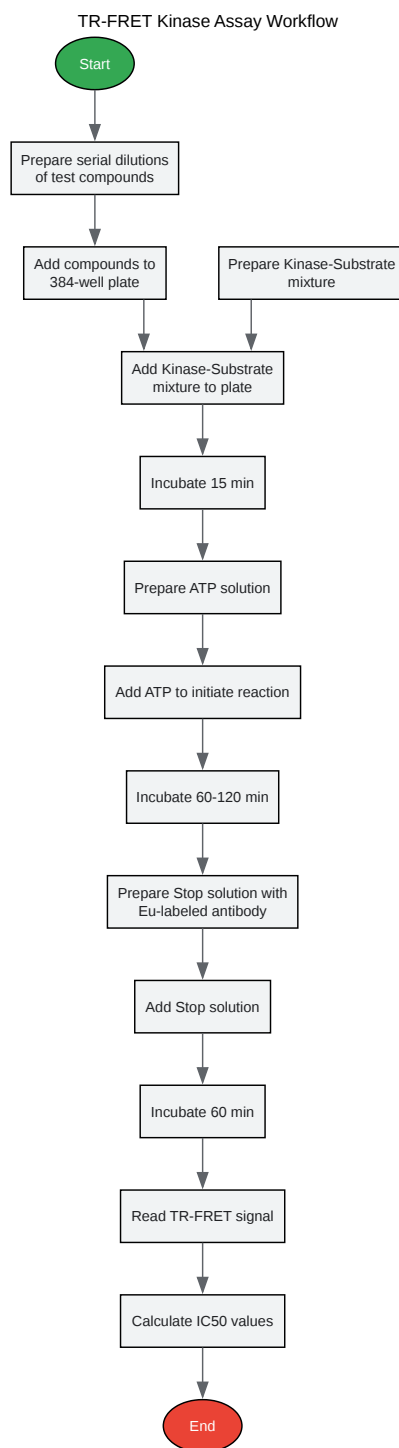 TR-FRET Kinase Assay Workflow
Start
Prepare serial dilutions
of test compounds
Add compounds to
384-well plate
Prepare Kinase-Substrate
mixture
Add Kinase-Substrate
mixture to plate
Incubate 15 min
Prepare ATP solution
Add ATP to initiate reaction
Incubate 60-120 min
Prepare Stop solution with
Eu-labeled antibody
Add Stop solution
Incubate 60 min
Read TR-FRET signal
Calculate IC50 values
End